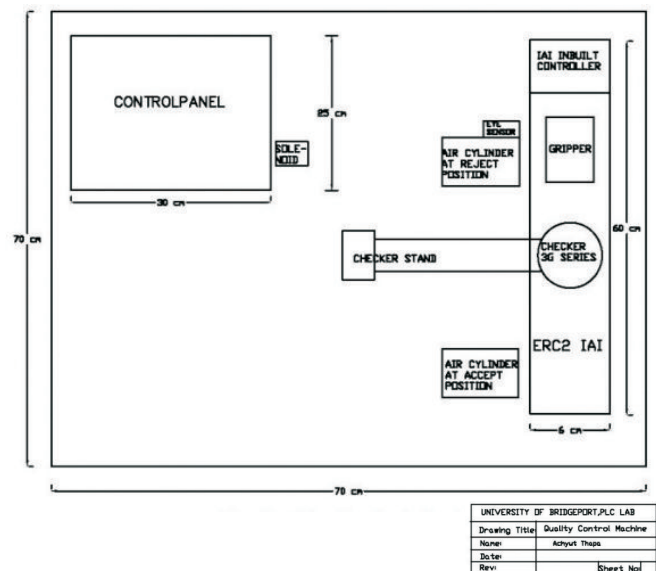 IAI INBUILT
CONTROLLER
CONTROLPANEL
25 cm
CYL
SENSOR
SOLE-
NOID
AIR CYLINDER
AT REJECT
POSITION
GRIPPER
30 cm
70 cm
60 cm
CHECKER STAND
CHECKER
3G SERIES
ERC2 IAI
AIR CYLINDER
AT ACCEPT
POSITION
6 cm
70 cm
UNIVERSITY OF BRIDGEPORT,PLC LAB
Drawing Title Quality Control Machine
Name: Achyut Thapa
Date:
Rev: Sheet No: